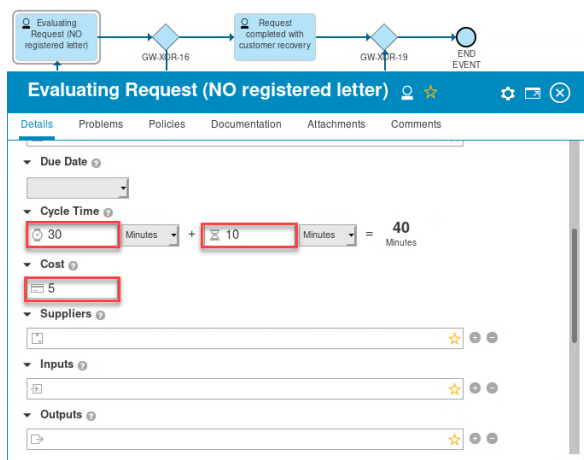 Evaluating
Request (NO
registered letter)
GW-XOR-16
Request
completed with
customer recovery
GW-XOR-19
END
EVENT
Evaluating Request (NO registered letter)
Details Problems Policies Documentation Attachments Comments
Due Date ?
Cycle Time ?
30 Minutes + 10 Minutes = 40
Minutes
Cost ?
5
Suppliers ?
Inputs ?
Outputs ?